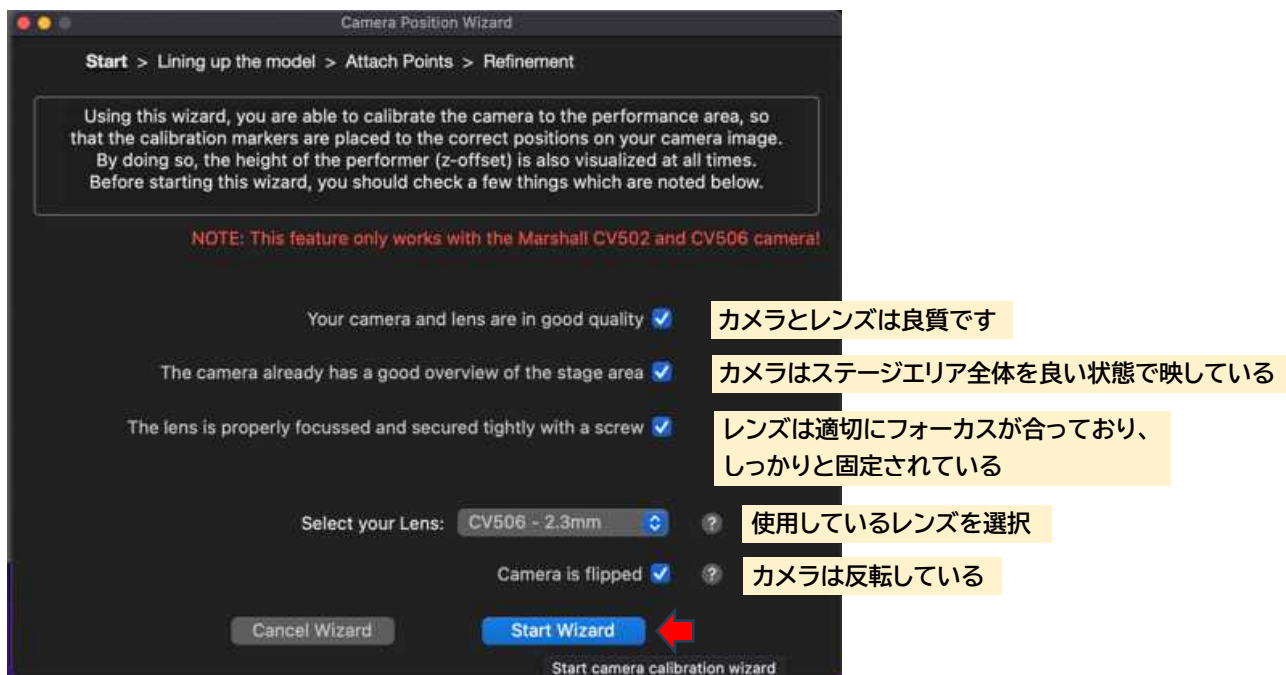 Camera Position Wizard
Start > Lining up the model > Attach Points > Refinement
Using this wizard, you are able to calibrate the camera to the performance area, so
that the calibration markers are placed to the correct positions on your camera image.
By doing so, the height of the performer (z-offset) is also visualized at all times.
Before starting this wizard, you should check a few things which are noted below.
NOTE: This feature only works with the Marshall CV502 and CV506 camera!
Your camera and lens are in good quality
カメラとレンズは良質です
The camera already has a good overview of the stage area
カメラはステージエリア全体を良い状態で映している
The lens is properly focussed and secured tightly with a screw
レンズは適切にフォーカスが合っており、
しっかりと固定されている
Select your Lens: CV506 - 2.3mm ?
使用しているレンズを選択
Camera is flipped ?
カメラは反転している
Cancel Wizard
Start Wizard
Start camera calibration wizard